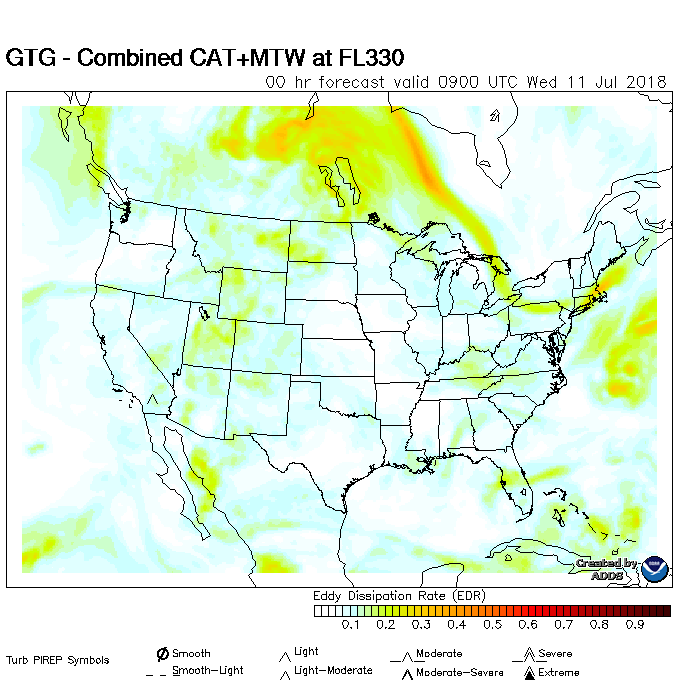 GTG - Combined CAT+MTW at FL330
00 hr forecast valid 0900 UTC Wed 11 Jul 2018
Created by
ADDS
Eddy Dissipation Rate (EDR)
0.1 0.2 0.3 0.4 0.5 0.6 0.7 0.8 0.9
Turb PIREP Symbols
Smooth Light Moderate Severe
Smooth-Light Light-Moderate Moderate-Severe Extreme